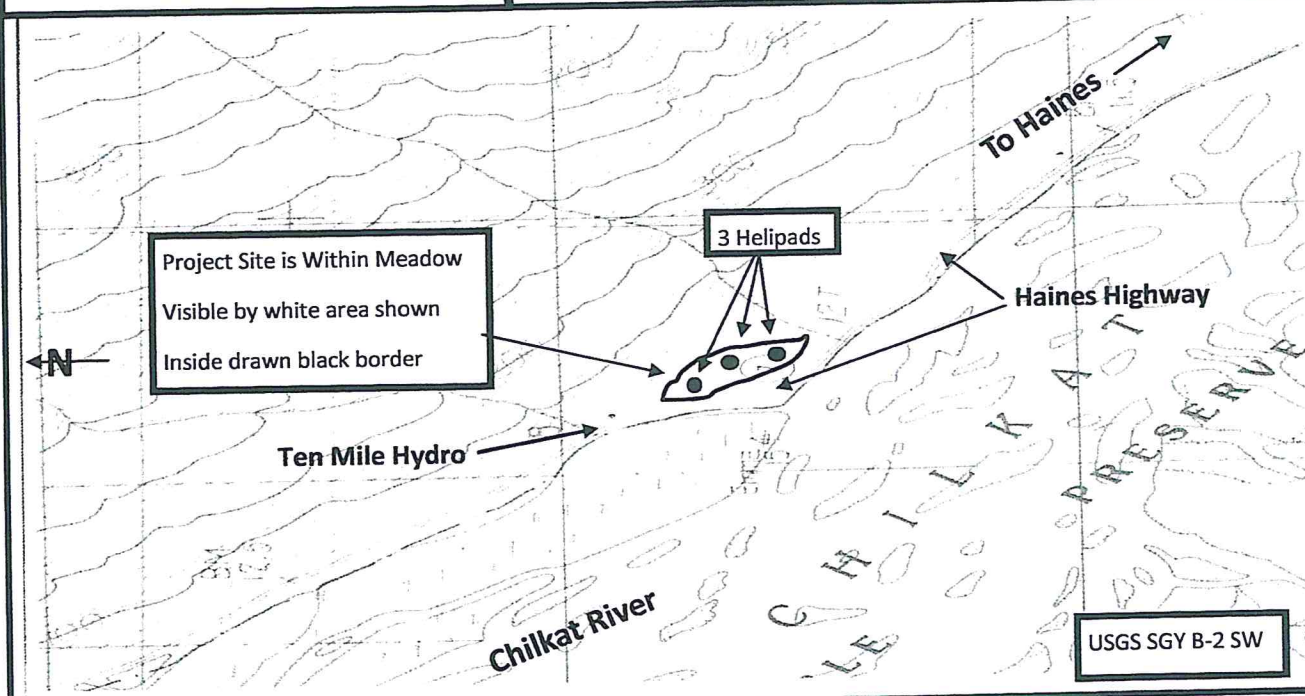 To Haines
3 Helipads
Project Site is Within Meadow
Visible by white area shown
Inside drawn black border
Haines Highway
N
Ten Mile Hydro
CHILKAT
PRESERVE
LE
Chilkat River
USGS SGY B-2 SW